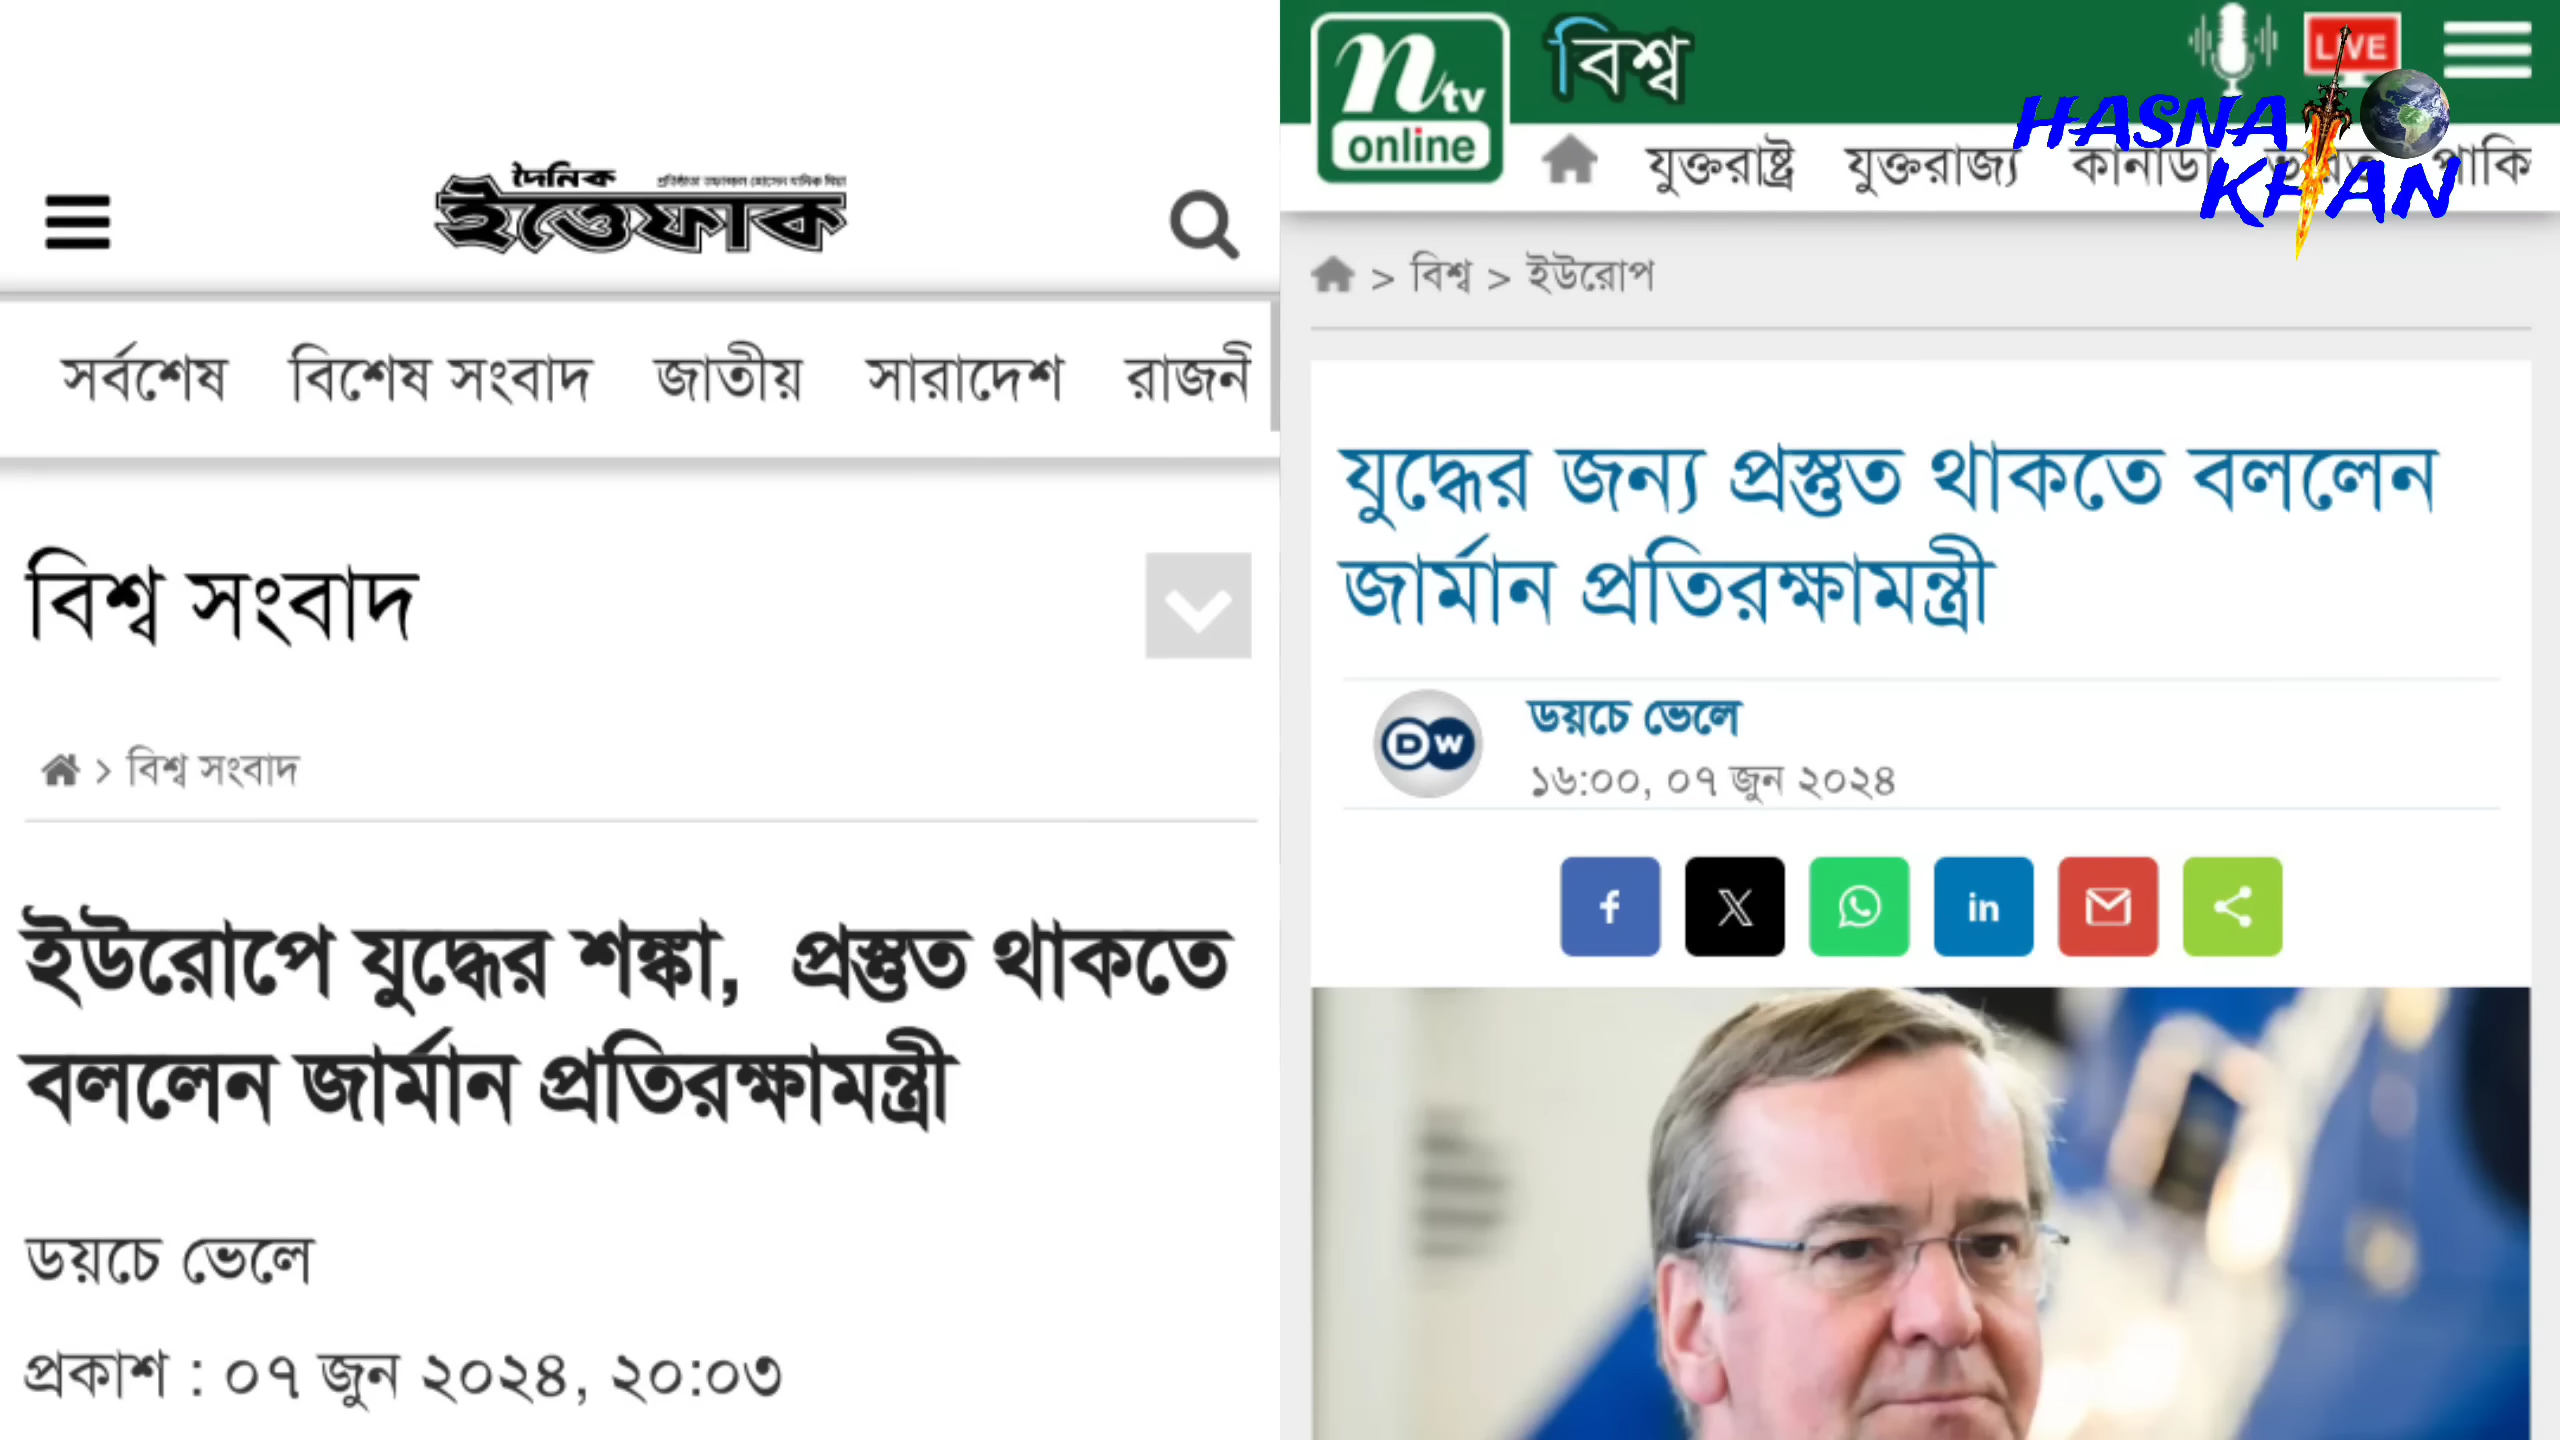 দৈনিক
ইত্তেফাক
সর্বশেষ বিশেষ সংবাদ জাতীয় সারাদেশ রাজনী
বিশ্ব সংবাদ
> বিশ্ব সংবাদ
ইউরোপে যুদ্ধের শঙ্কা, প্রস্তুত থাকতে
বললেন জার্মান প্রতিরক্ষামন্ত্রী
ডয়চে ভেলে
প্রকাশ : ০৭ জুন ২০২৪, ২০:০৩
ntv
online
বিশ্ব
LIVE
HASNA
KHAN
যুক্তরাষ্ট্র যুক্তরাজ্য কানাডা ভারত পাকি
> বিশ্ব > ইউরোপ
যুদ্ধের জন্য প্রস্তুত থাকতে বললেন
জার্মান প্রতিরক্ষামন্ত্রী
DW
ডয়চে ভেলে
১৬:০০, ০৭ জুন ২০২৪